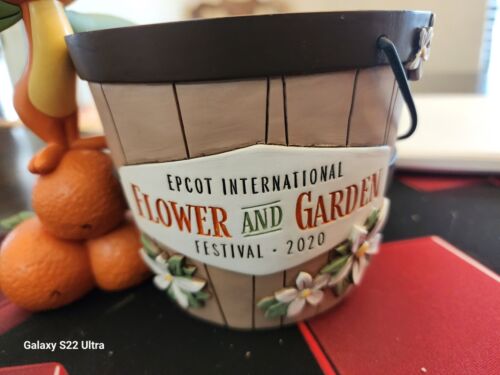 EPCOT INTERNATIONAL
FLOWER AND GARDEN
FESTIVAL · 2020
Galaxy S22 Ultra